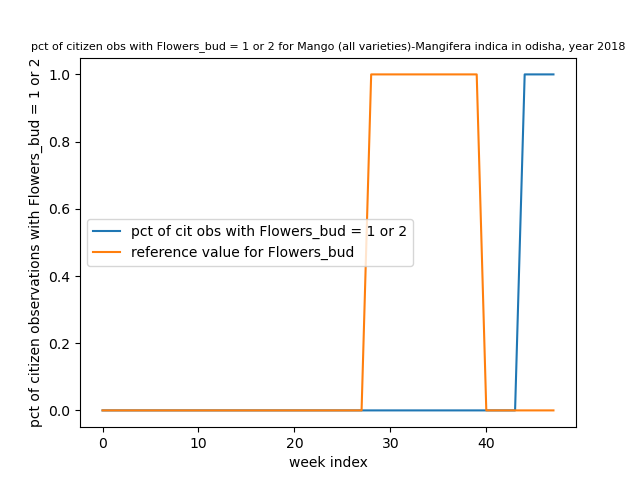 pct of citizen obs with Flowers_bud = 1 or 2 for Mango (all varieties)-Mangifera indica in odisha, year 2018
pct of citizen observations with Flowers_bud = 1 or 2
1.0
0.8
0.6
0.4
0.2
0.0
pct of cit obs with Flowers_bud = 1 or 2
reference value for Flowers_bud
0 10 20 30 40
week index